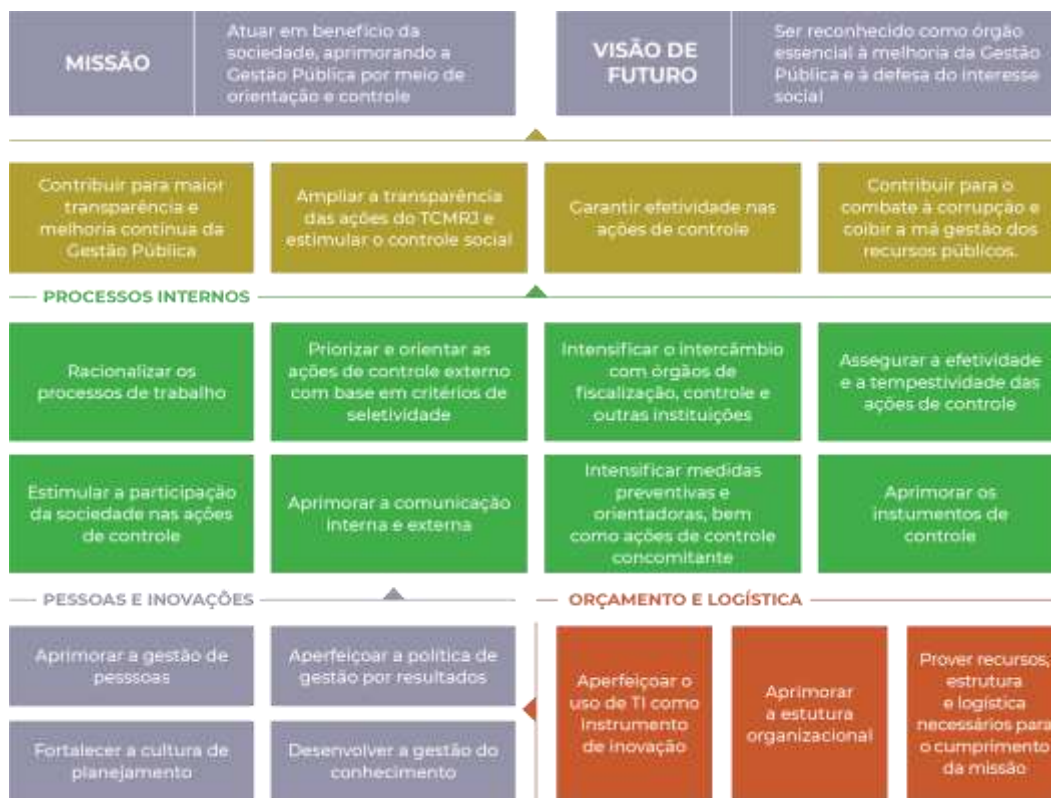 MISSÃO
Atuar em benefício da
sociedade, aprimorando a
Gestão Pública por meio de
orientação e controle
VISÃO DE
FUTURO
Ser reconhecido como órgão
essencial à melhoria da Gestão
Pública e à defesa do interesse
social
Contribuir para maior
transparência e
melhoria contínua da
Gestão Pública
Ampliar a transparência
das ações do TCMRJ e
estimular o controle social
Garantir efetividade nas
ações de controle
Contribuir para o
combate à corrupção e
coibir a má gestão dos
recursos públicos.
PROCESSOS INTERNOS
Racionalizar os
processos de trabalho
Priorizar e orientar as
ações de controle externo
com base em critérios de
seletividade
Intensificar o intercâmbio
com órgãos de
fiscalização, controle e
outras instituições
Assegurar a efetividade
e a tempestividade das
ações de controle
Estimular a participação
da sociedade nas ações
de controle
Aprimorar a comunicação
interna e externa
Intensificar medidas
preventivas e
orientadoras, bem
como ações de controle
concomitante
Aprimorar os
instumentos de
controle
PESSOAS E INOVAÇÕES
Aprimorar a gestão de
pesssoas
Aperfeiçoar a política de
gestão por resultados
Fortalecer a cultura de
planejamento
Desenvolver a gestão do
conhecimento
ORÇAMENTO E LOGÍSTICA
Aperfeiçoar o
uso de TI como
instrumento
de inovação
Aprimorar
a estutura
organizacional
Prover recursos,
estrutura
e logística
necessários para
o cumprimento
da missão